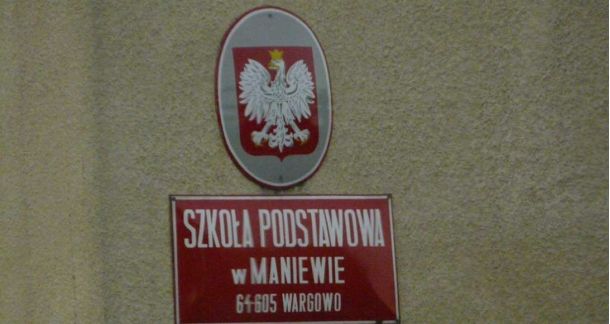 SZKOŁA PODSTAWOWA
w MANIEWIE
64-605 WARGOWO